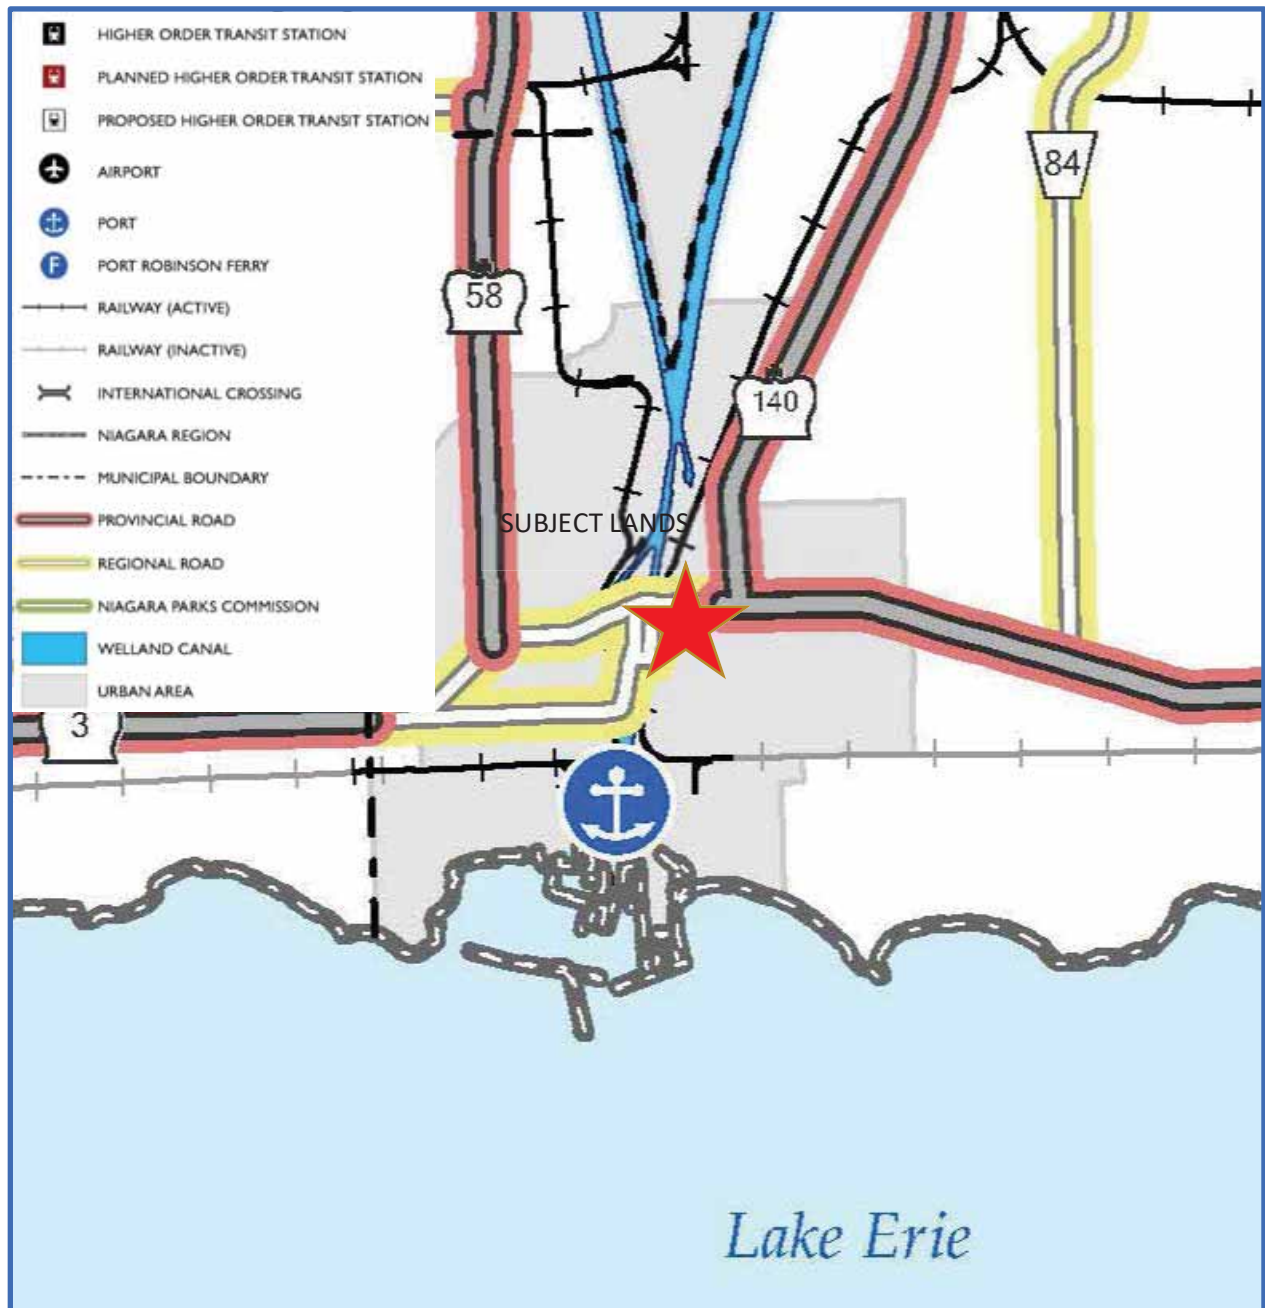 HIGHER ORDER TRANSIT STATION
PLANNED HIGHER ORDER TRANSIT STATION
PROPOSED HIGHER ORDER TRANSIT STATION
AIRPORT
PORT
F PORT ROBINSON FERRY
RAILWAY (ACTIVE)
RAILWAY (INACTIVE)
INTERNATIONAL CROSSING
NIAGARA REGION
MUNICIPAL BOUNDARY
PROVINCIAL ROAD
REGIONAL ROAD
NIAGARA PARKS COMMISSION
WELLAND CANAL
URBAN AREA
84
58
140
SUBJECT LANDS
3
Lake Erie